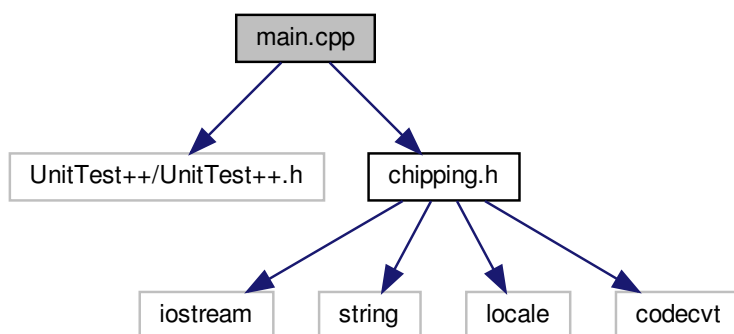 main.cpp
UnitTest++/UnitTest++.h
chipping.h
iostream
string
locale
codecvt